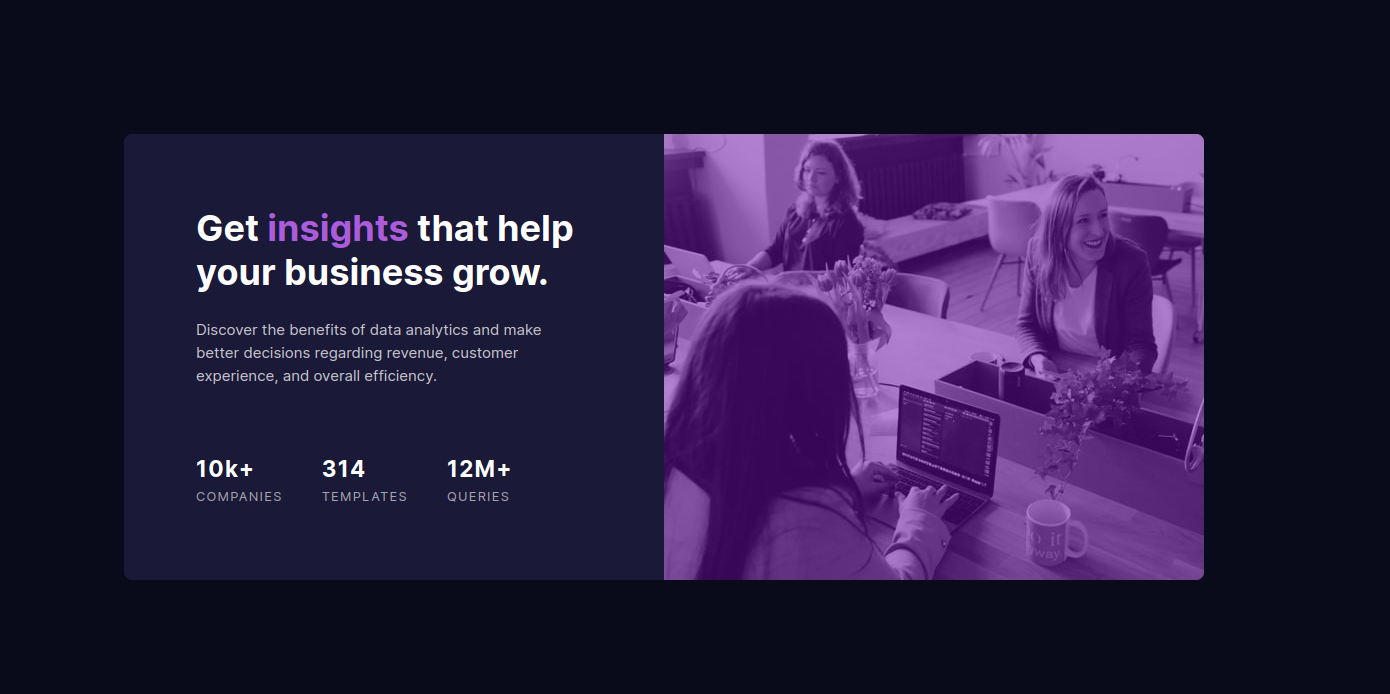 Get insights that help
your business grow.
Discover the benefits of data analytics and make
better decisions regarding revenue, customer
experience, and overall efficiency.
10k+ 314 12M+
COMPANIES TEMPLATES QUERIES